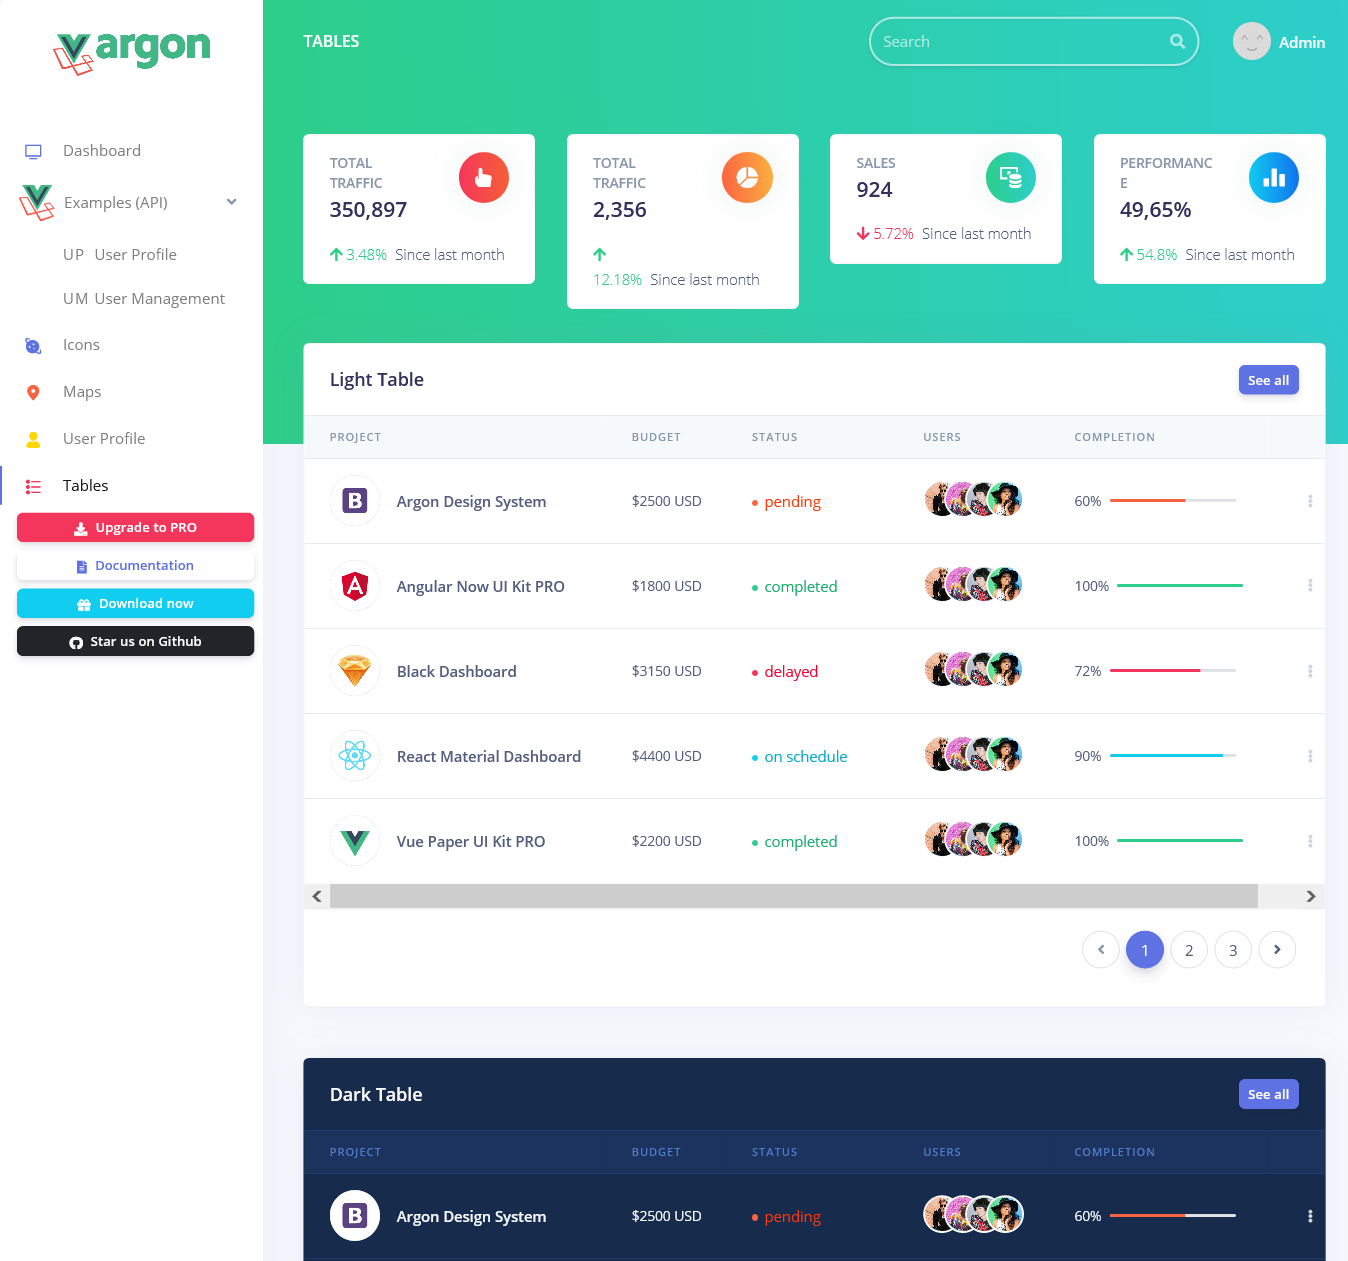 argon
Dashboard
Examples (API)
UP User Profile
UM User Management
Icons
Maps
User Profile
Tables
Upgrade to PRO
Documentation
Download now
Star us on Github
TABLES
Search
Admin
TOTAL
TRAFFIC
350,897
3.48% Since last month
TOTAL
TRAFFIC
2,356
12.18% Since last month
SALES
924
5.72% Since last month
PERFORMANC
E
49,65%
54.8% Since last month
Light Table
See all
PROJECT BUDGET STATUS USERS COMPLETION
B Argon Design System $2500 USD pending 60%
A Angular Now UI Kit PRO $1800 USD completed 100%
Black Dashboard $3150 USD delayed 72%
React Material Dashboard $4400 USD on schedule 90%
Vue Paper UI Kit PRO $2200 USD completed 100%
1 2 3
Dark Table
See all
PROJECT BUDGET STATUS USERS COMPLETION
B Argon Design System $2500 USD pending 60%